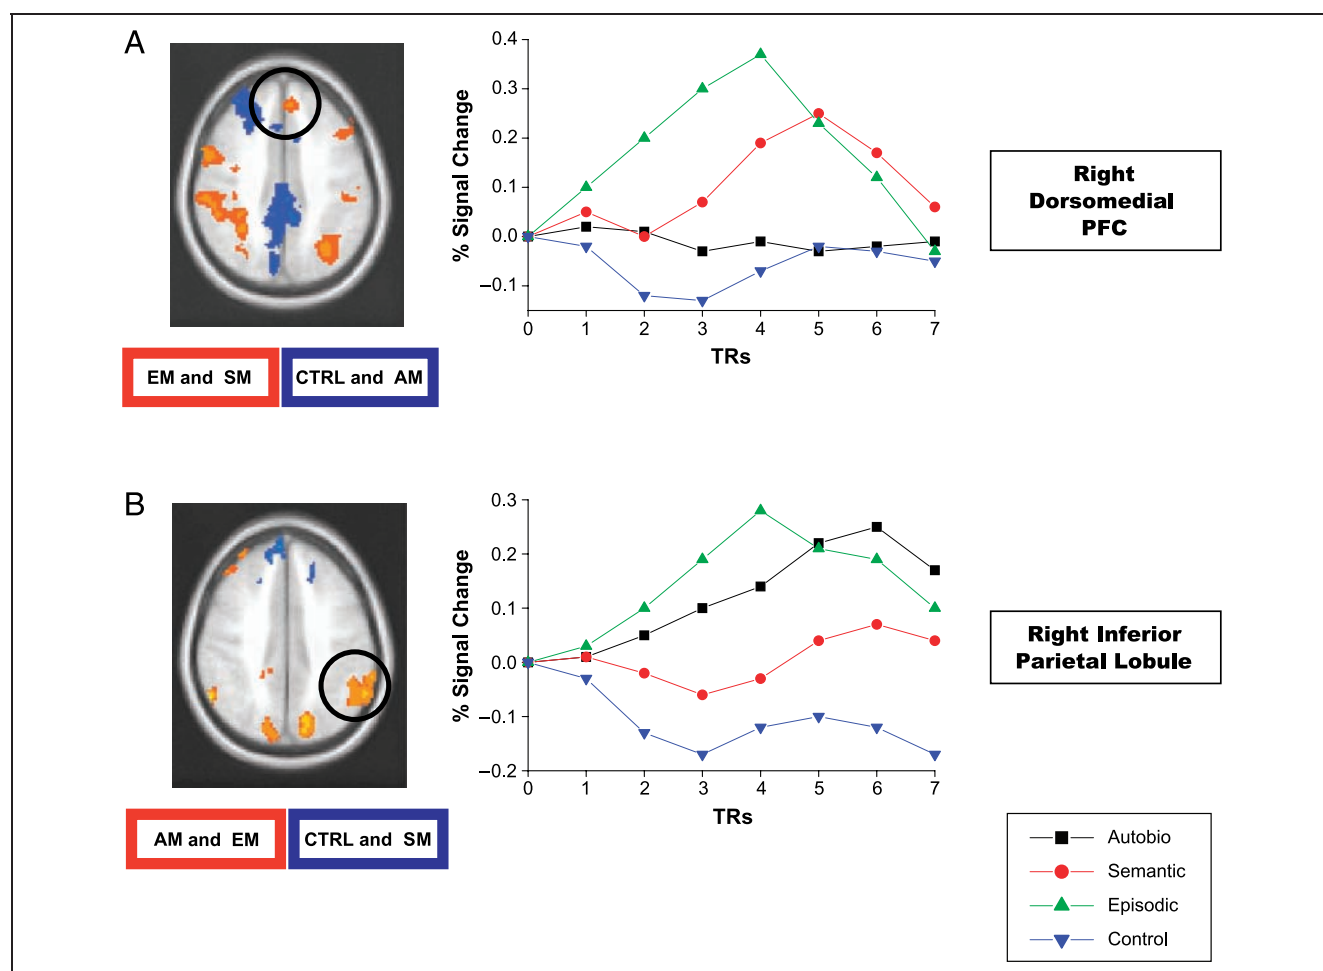 A
0.4
0.3
0.2
0.1
0.0
−0.1
% Signal Change
0 1 2 3 4 5 6 7
TRs
Right
Dorsomedial
PFC
EM and SM
CTRL and AM
B
0.3
0.2
0.1
0.0
−0.1
−0.2
% Signal Change
0 1 2 3 4 5 6 7
TRs
Right Inferior
Parietal Lobule
AM and EM
CTRL and SM
Autobio
Semantic
Episodic
Control